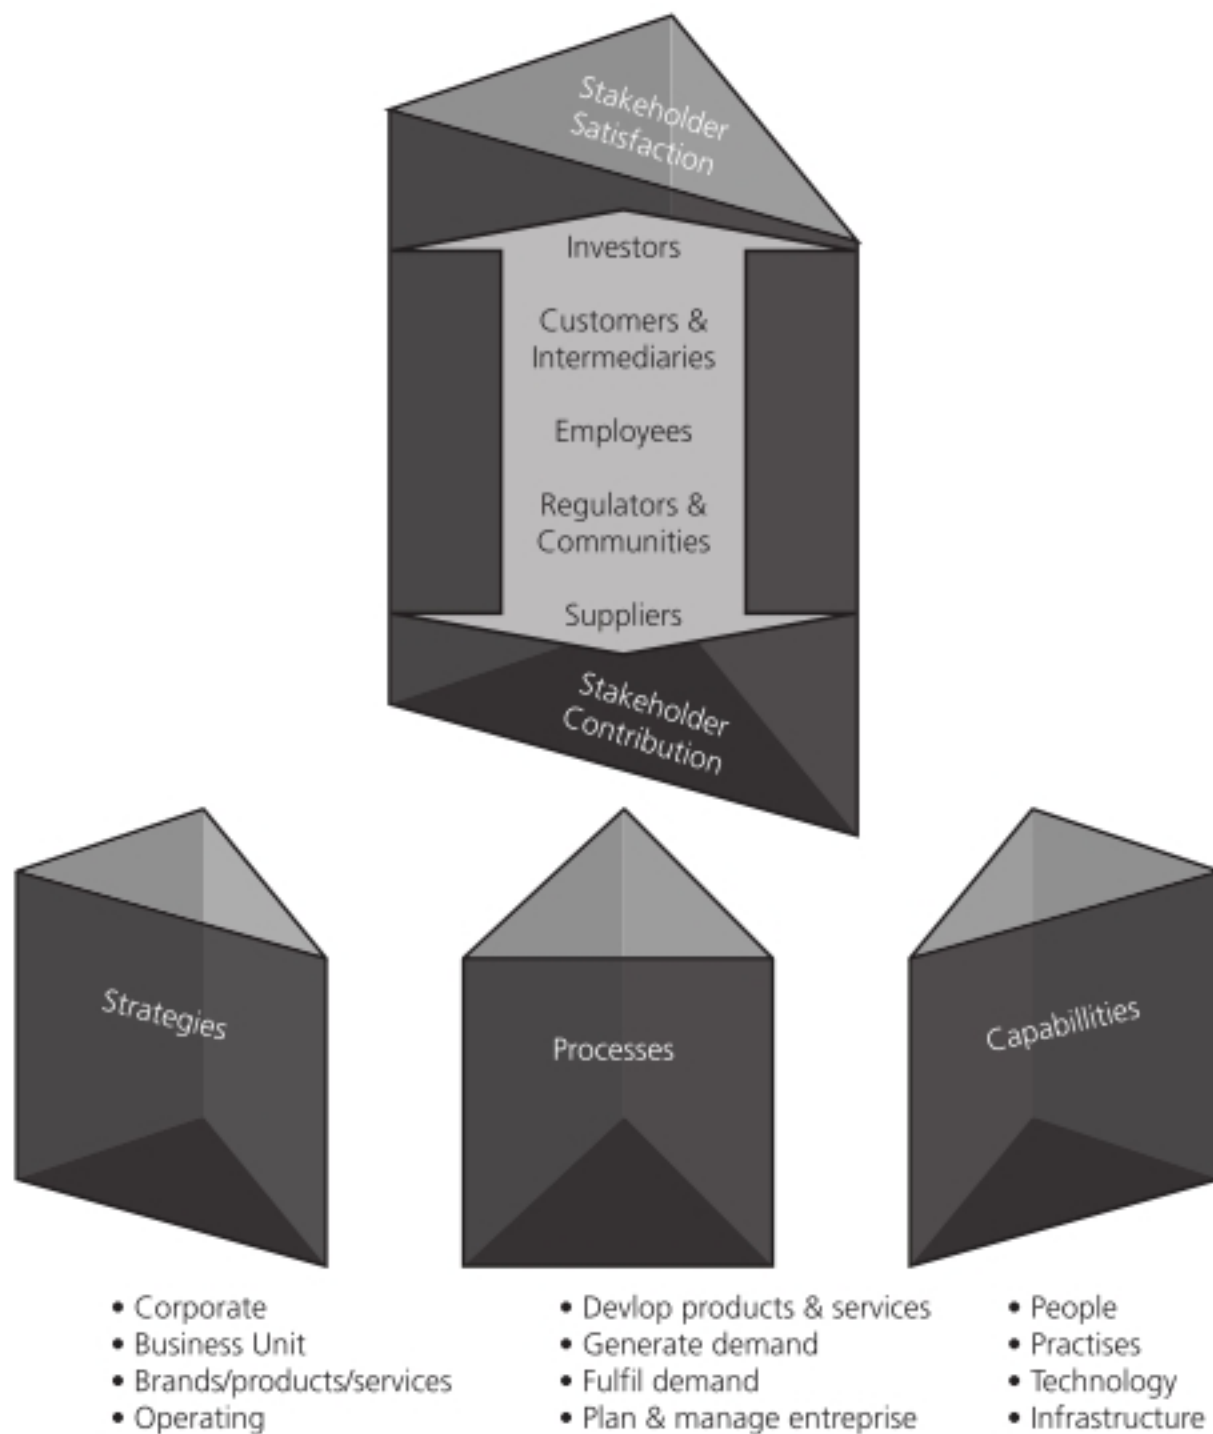 Stakeholder
Satisfaction
Investors
Customers &
Intermediaries
Employees
Regulators &
Communities
Suppliers
Stakeholder
Contribution
Strategies
Processes
Capabillities
• Corporate
• Business Unit
• Brands/products/services
• Operating
• Devlop products & services
• Generate demand
• Fulfil demand
• Plan & manage entreprise
• People
• Practises
• Technology
• Infrastructure